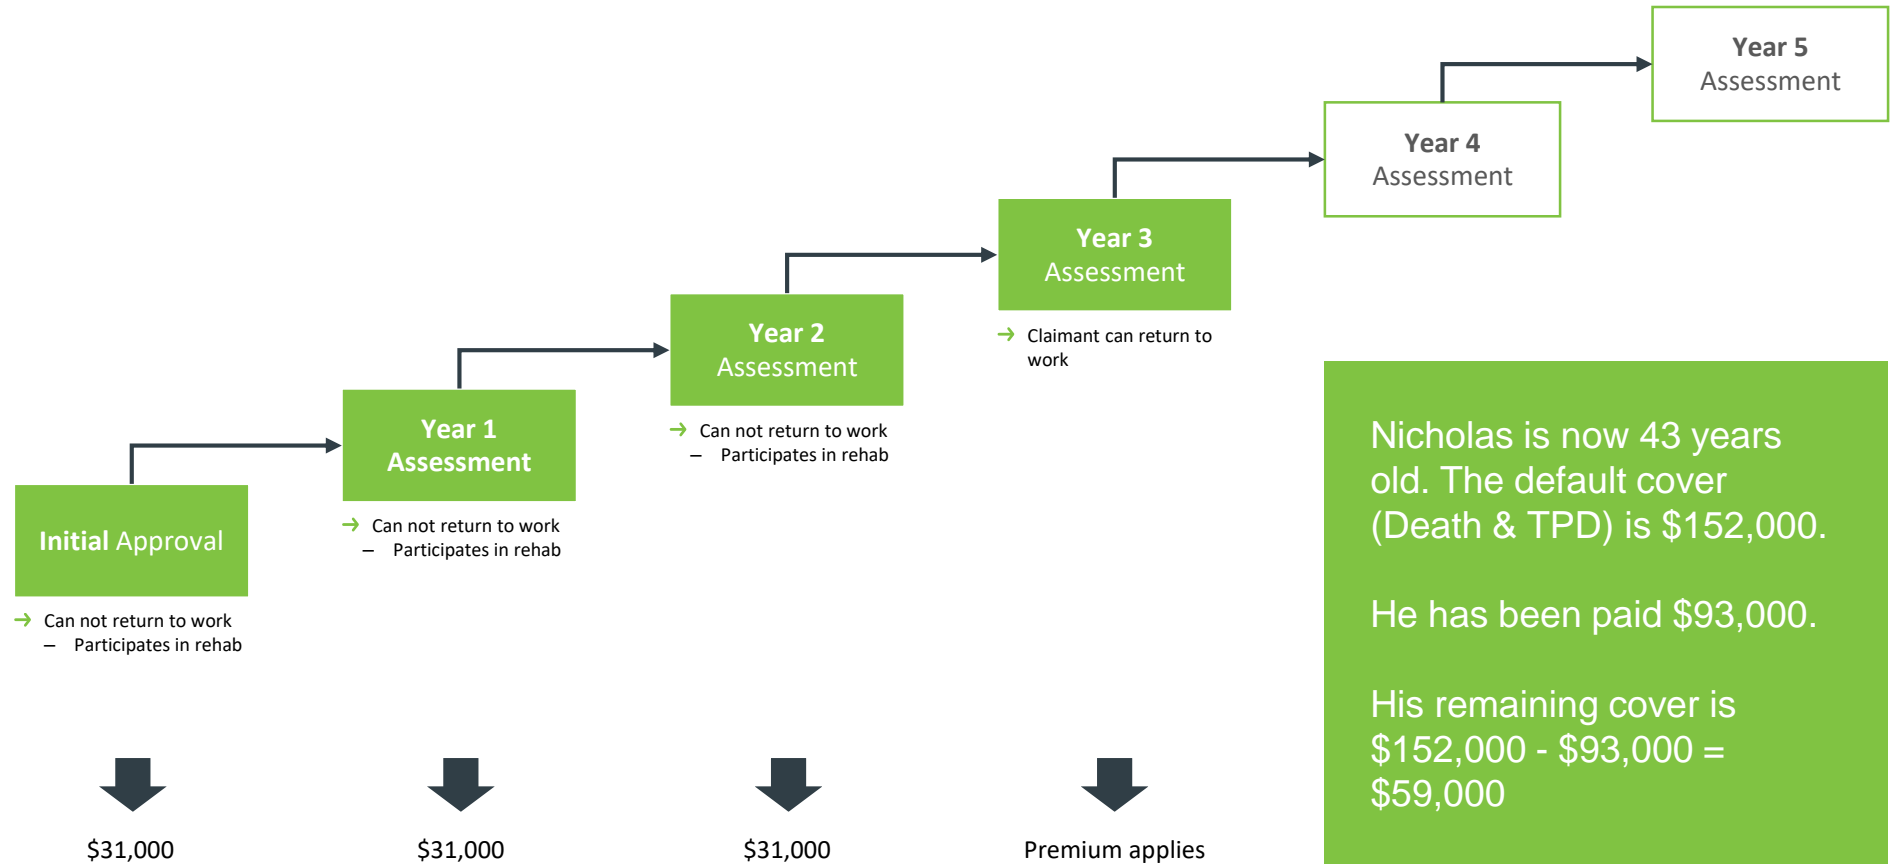 Initial Approval
→ Can not return to work
– Participates in rehab
$31,000
Year 1
Assessment
→ Can not return to work
– Participates in rehab
$31,000
Year 2
Assessment
→ Can not return to work
– Participates in rehab
$31,000
Year 3
Assessment
→ Claimant can return to
work
Premium applies
Year 4
Assessment
Year 5
Assessment
Nicholas is now 43 years
old. The default cover
(Death & TPD) is $152,000.
He has been paid $93,000.
His remaining cover is
$152,000 - $93,000 =
$59,000